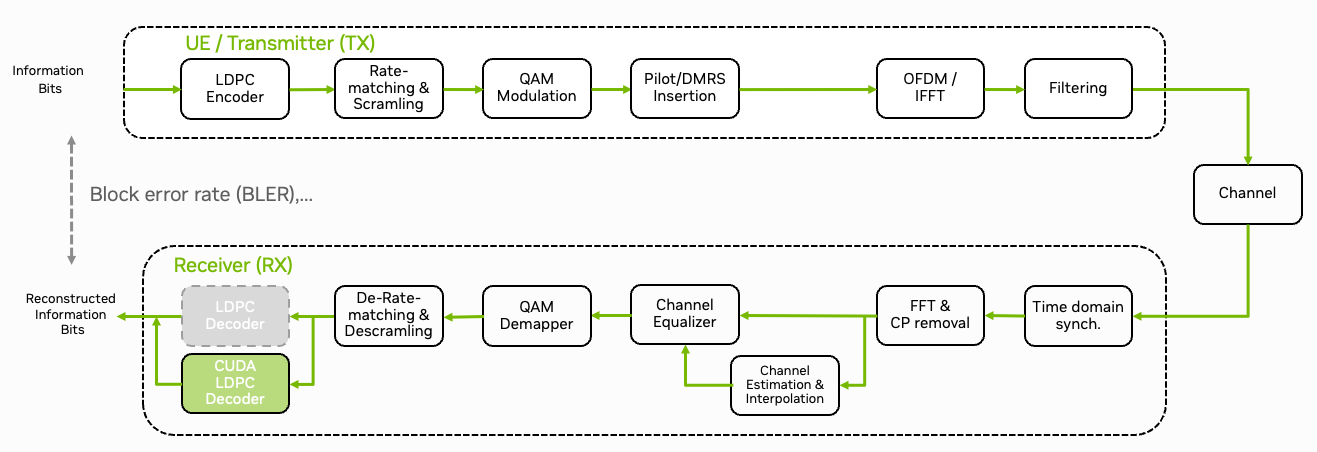 UE / Transmitter (TX)
Information
Bits
LDPC
Encoder
Rate-
matching &
Scramling
QAM
Modulation
Pilot/DMRS
Insertion
OFDM /
IFFT
Filtering
Channel
Block error rate (BLER),...
Receiver (RX)
Reconstructed
Information
Bits
LDPC
Decoder
CUDA
LDPC
Decoder
De-Rate-
matching &
Descramling
QAM
Demapper
Channel
Equalizer
Channel
Estimation &
Interpolation
FFT &
CP removal
Time domain
synch.